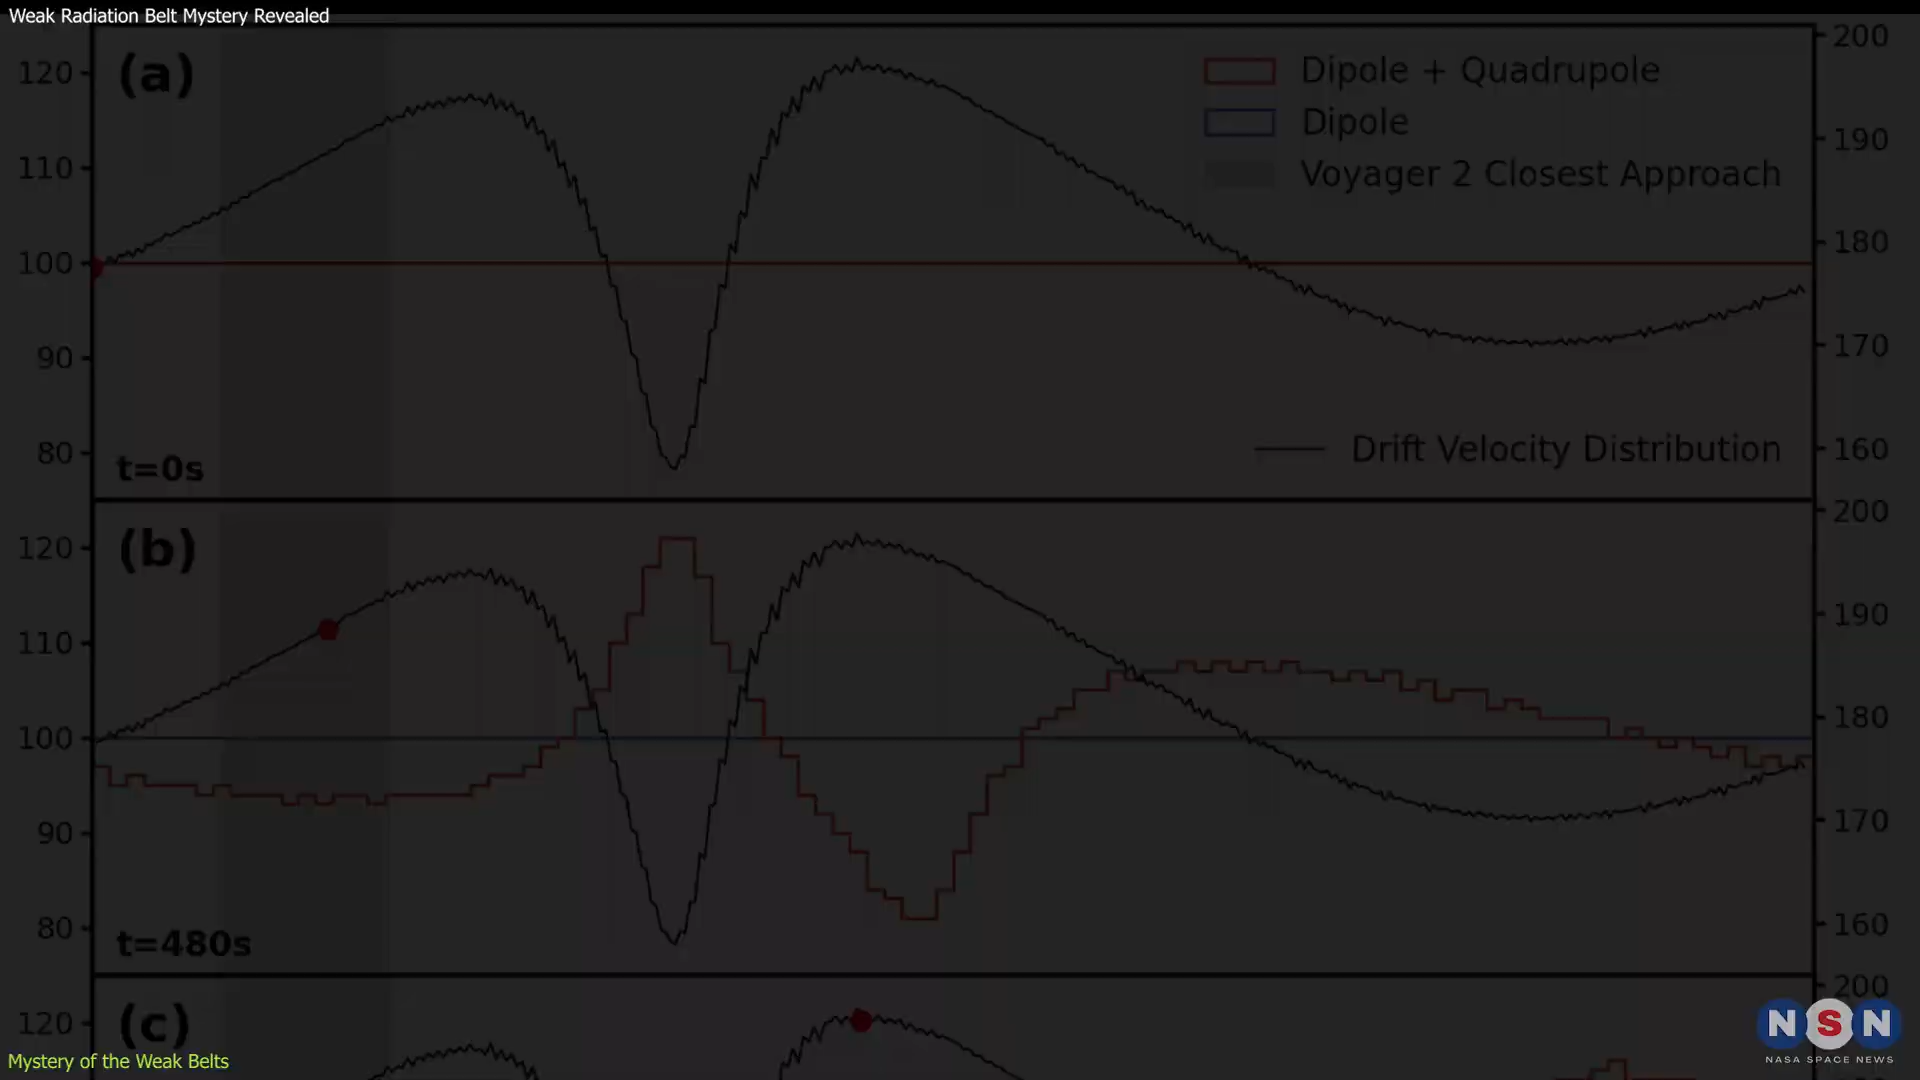 Weak Radiation Belt Mystery Revealed
(a)
120
110
100
90
80
t=0s
Dipole + Quadrupole
Dipole
Voyager 2 Closest Approach
Drift Velocity Distribution
200
190
180
170
160
(b)
120
110
100
90
80
t=480s
200
190
180
170
160
(c)
120
200
Mystery of the Weak Belts
NSN
NASA SPACE NEWS